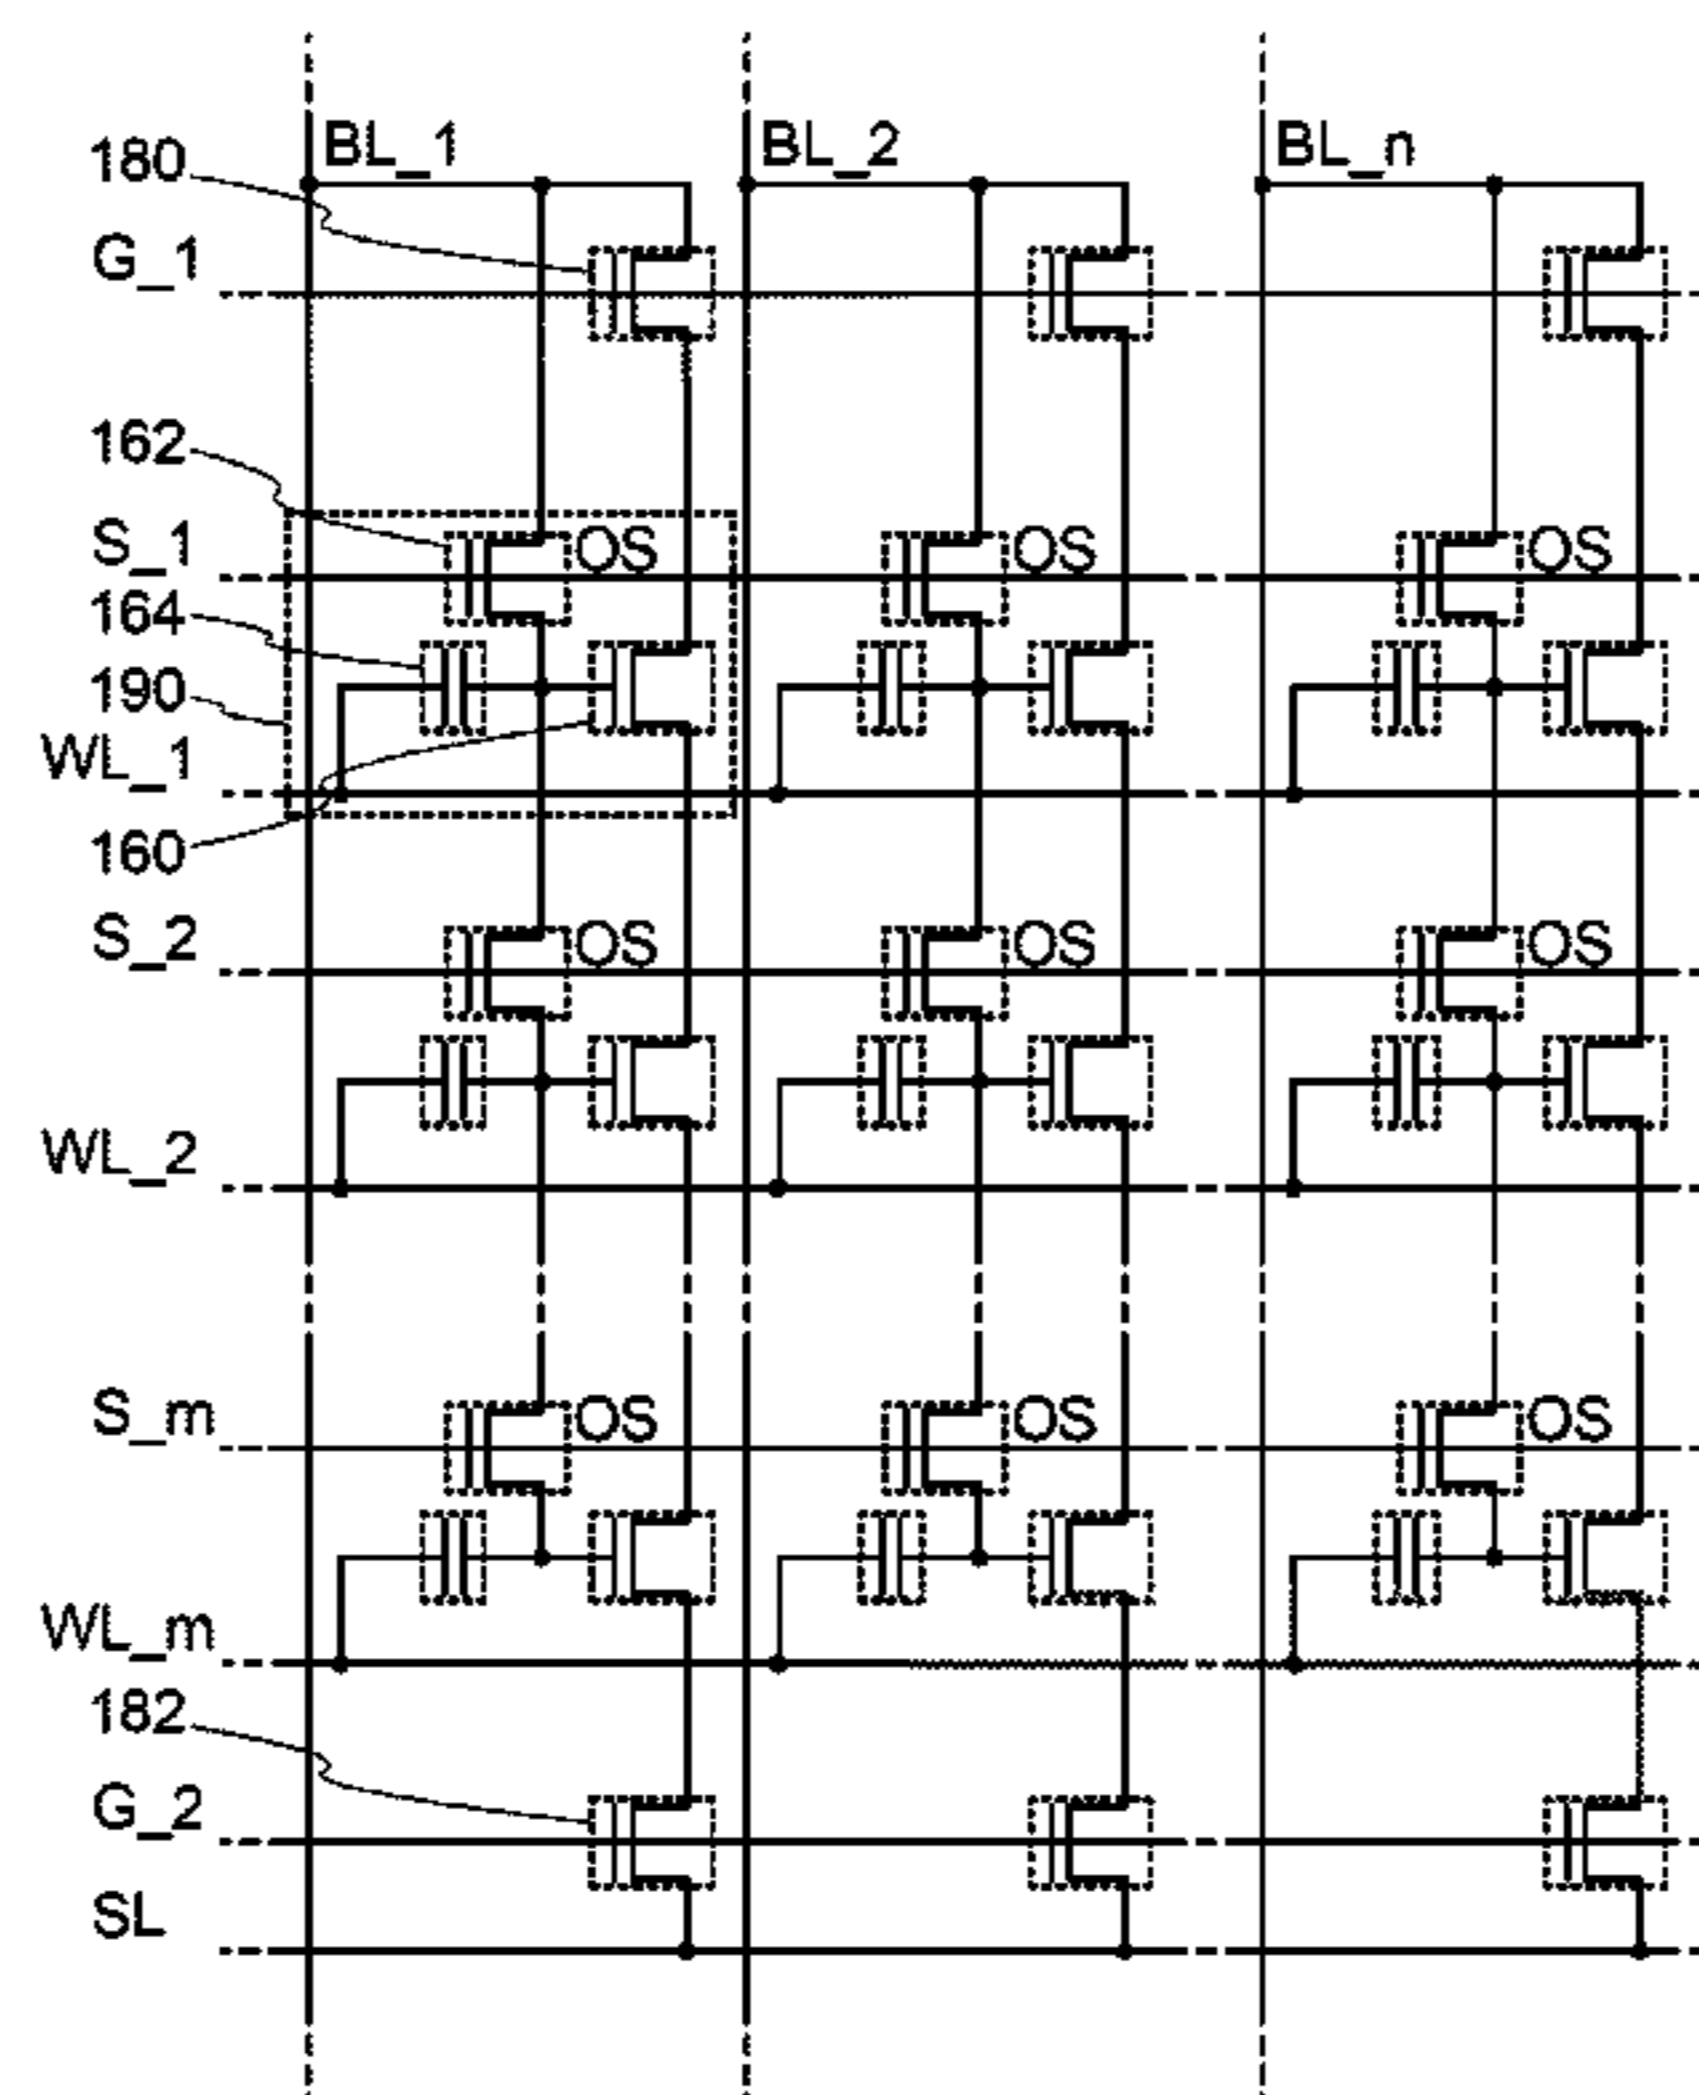 BL_1 BL_2 BL_n
180
G_1
162
S_1 OS OS OS
164
190
WL_1
160
S_2 OS OS OS
WL_2
S_m OS OS OS
WL_m
182
G_2
SL